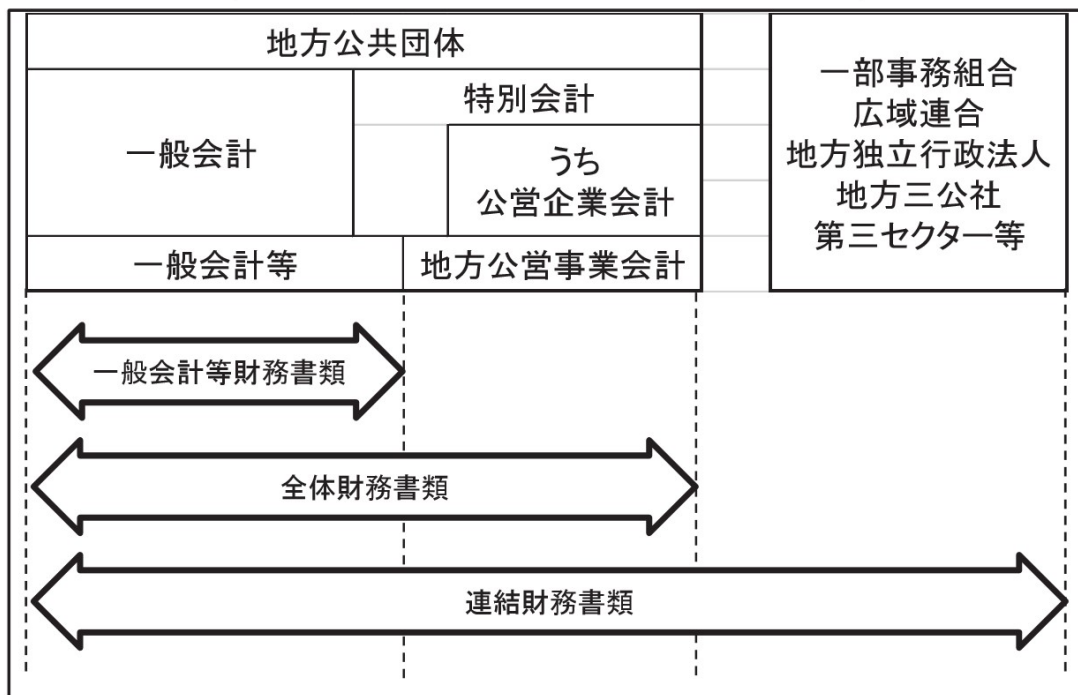 地方公共団体
一般会計
特別会計
うち
公営企業会計
一般会計等
地方公営事業会計
一部事務組合
広域連合
地方独立行政法人
地方三公社
第三セクター等
一般会計等財務書類
全体財務書類
連結財務書類